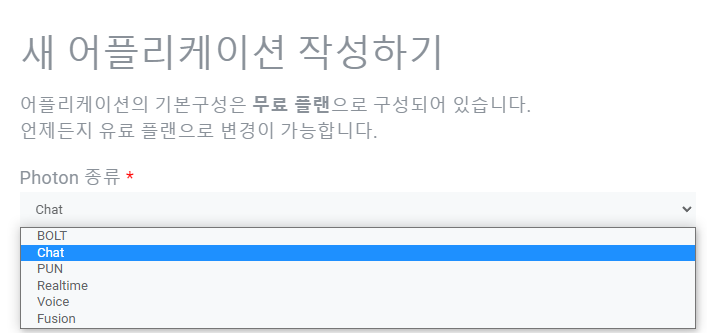 새 어플리케이션 작성하기
어플리케이션의 기본구성은 무료 플랜으로 구성되어 있습니다.
언제든지 유료 플랜으로 변경이 가능합니다.
Photon 종류 *
Chat
BOLT
Chat
PUN
Realtime
Voice
Fusion